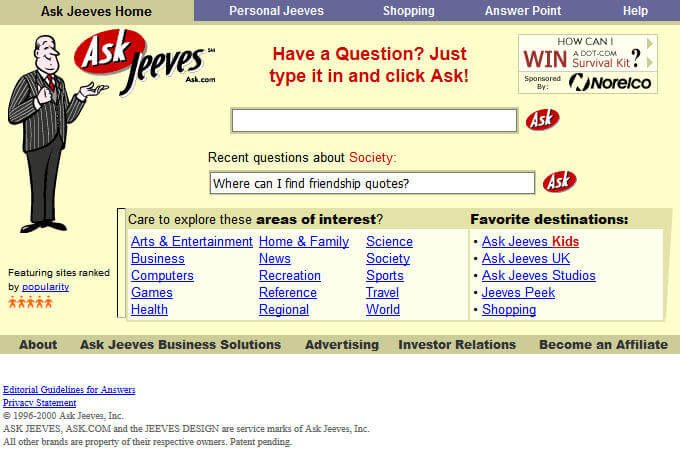 Ask Jeeves Home Personal Jeeves Shopping Answer Point Help
Ask Jeeves SM
Ask.com
Have a Question? Just
type it in and click Ask!
HOW CAN I
WIN A DOT-COM Survival Kit ?
Sponsored By: Norelco
Ask
Recent questions about Society:
Where can I find friendship quotes? Ask
Care to explore these areas of interest?
Arts & Entertainment Home & Family Science
Business News Society
Computers Recreation Sports
Games Reference Travel
Health Regional World
Favorite destinations:
• Ask Jeeves Kids
• Ask Jeeves UK
• Ask Jeeves Studios
• Jeeves Peek
• Shopping
Featuring sites ranked
by popularity
About Ask Jeeves Business Solutions Advertising Investor Relations Become an Affiliate
Editorial Guidelines for Answers
Privacy Statement
© 1996-2000 Ask Jeeves, Inc.
ASK JEEVES, ASK.COM and the JEEVES DESIGN are service marks of Ask Jeeves, Inc.
All other brands are property of their respective owners. Patent pending.